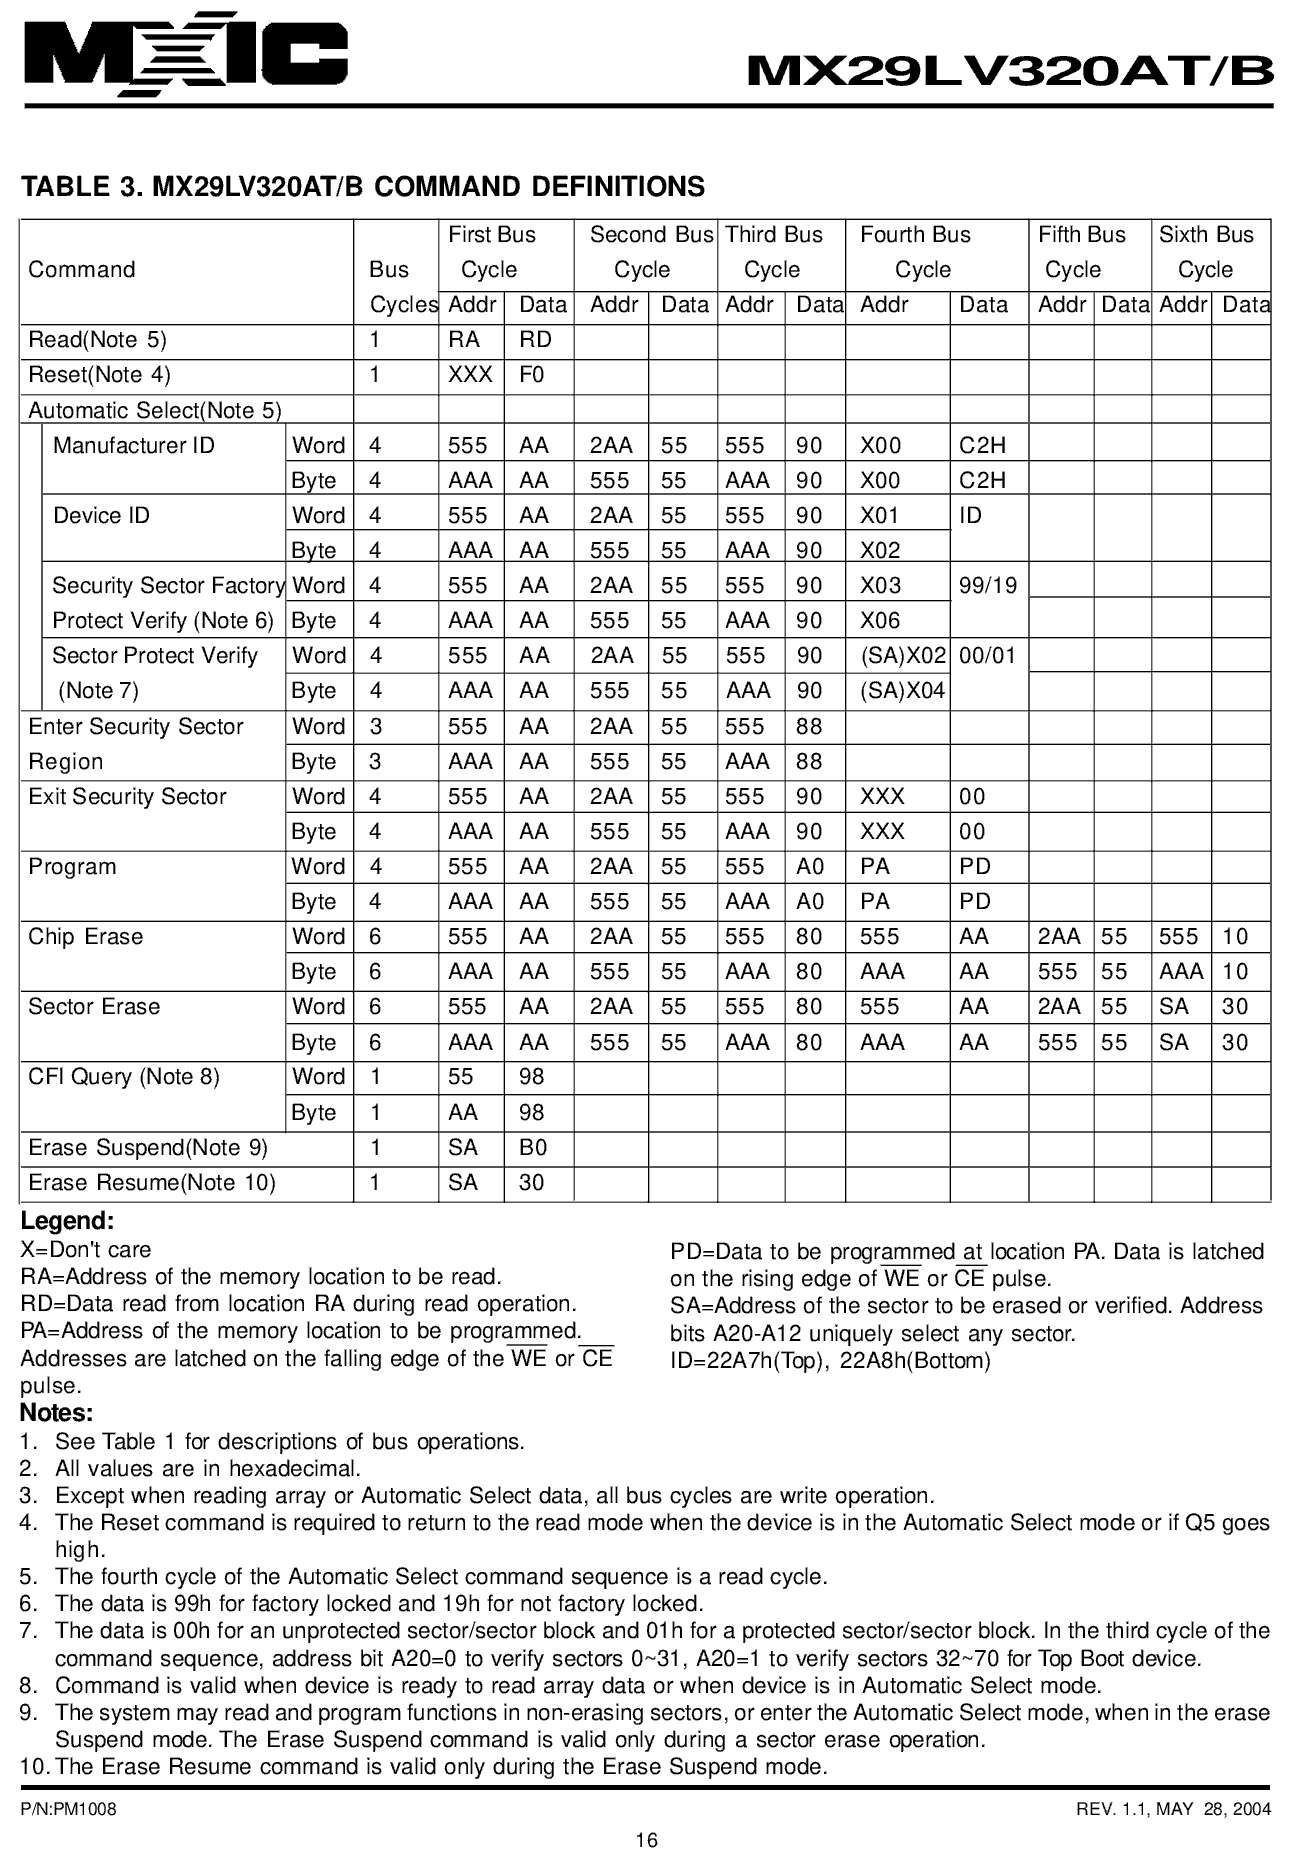 MXIC
MX29LV320AT/B
TABLE 3. MX29LV320AT/B COMMAND DEFINITIONS
First Bus Second Bus Third Bus Fourth Bus Fifth Bus Sixth Bus
Command Bus Cycle Cycle Cycle Cycle Cycle Cycle
Cycles Addr Data Addr Data Addr Data Addr Data Addr Data Addr Data
Read(Note 5) 1 RA RD
Reset(Note 4) 1 XXX F0
Automatic Select(Note 5)
Manufacturer ID Word 4 555 AA 2AA 55 555 90 X00 C2H
Byte 4 AAA AA 555 55 AAA 90 X00 C2H
Device ID Word 4 555 AA 2AA 55 555 90 X01 ID
Byte 4 AAA AA 555 55 AAA 90 X02
Security Sector Factory Word 4 555 AA 2AA 55 555 90 X03 99/19
Protect Verify (Note 6) Byte 4 AAA AA 555 55 AAA 90 X06
Sector Protect Verify Word 4 555 AA 2AA 55 555 90 (SA)X02 00/01
(Note 7) Byte 4 AAA AA 555 55 AAA 90 (SA)X04
Enter Security Sector Word 3 555 AA 2AA 55 555 88
Region Byte 3 AAA AA 555 55 AAA 88
Exit Security Sector Word 4 555 AA 2AA 55 555 90 XXX 00
Byte 4 AAA AA 555 55 AAA 90 XXX 00
Program Word 4 555 AA 2AA 55 555 A0 PA PD
Byte 4 AAA AA 555 55 AAA A0 PA PD
Chip Erase Word 6 555 AA 2AA 55 555 80 555 AA 2AA 55 555 10
Byte 6 AAA AA 555 55 AAA 80 AAA AA 555 55 AAA 10
Sector Erase Word 6 555 AA 2AA 55 555 80 555 AA 2AA 55 SA 30
Byte 6 AAA AA 555 55 AAA 80 AAA AA 555 55 SA 30
CFI Query (Note 8) Word 1 55 98
Byte 1 AA 98
Erase Suspend(Note 9) 1 SA B0
Erase Resume(Note 10) 1 SA 30
Legend:
X=Don't care
RA=Address of the memory location to be read.
RD=Data read from location RA during read operation.
PA=Address of the memory location to be programmed.
Addresses are latched on the falling edge of the WE or CE
pulse.
PD=Data to be programmed at location PA. Data is latched
on the rising edge of WE or CE pulse.
SA=Address of the sector to be erased or verified. Address
bits A20-A12 uniquely select any sector.
ID=22A7h(Top), 22A8h(Bottom)
Notes:
1. See Table 1 for descriptions of bus operations.
2. All values are in hexadecimal.
3. Except when reading array or Automatic Select data, all bus cycles are write operation.
4. The Reset command is required to return to the read mode when the device is in the Automatic Select mode or if Q5 goes
high.
5. The fourth cycle of the Automatic Select command sequence is a read cycle.
6. The data is 99h for factory locked and 19h for not factory locked.
7. The data is 00h for an unprotected sector/sector block and 01h for a protected sector/sector block. In the third cycle of the
command sequence, address bit A20=0 to verify sectors 0~31, A20=1 to verify sectors 32~70 for Top Boot device.
8. Command is valid when device is ready to read array data or when device is in Automatic Select mode.
9. The system may read and program functions in non-erasing sectors, or enter the Automatic Select mode, when in the erase
Suspend mode. The Erase Suspend command is valid only during a sector erase operation.
10. The Erase Resume command is valid only during the Erase Suspend mode.
P/N:PM1008
REV. 1.1, MAY 28, 2004
16